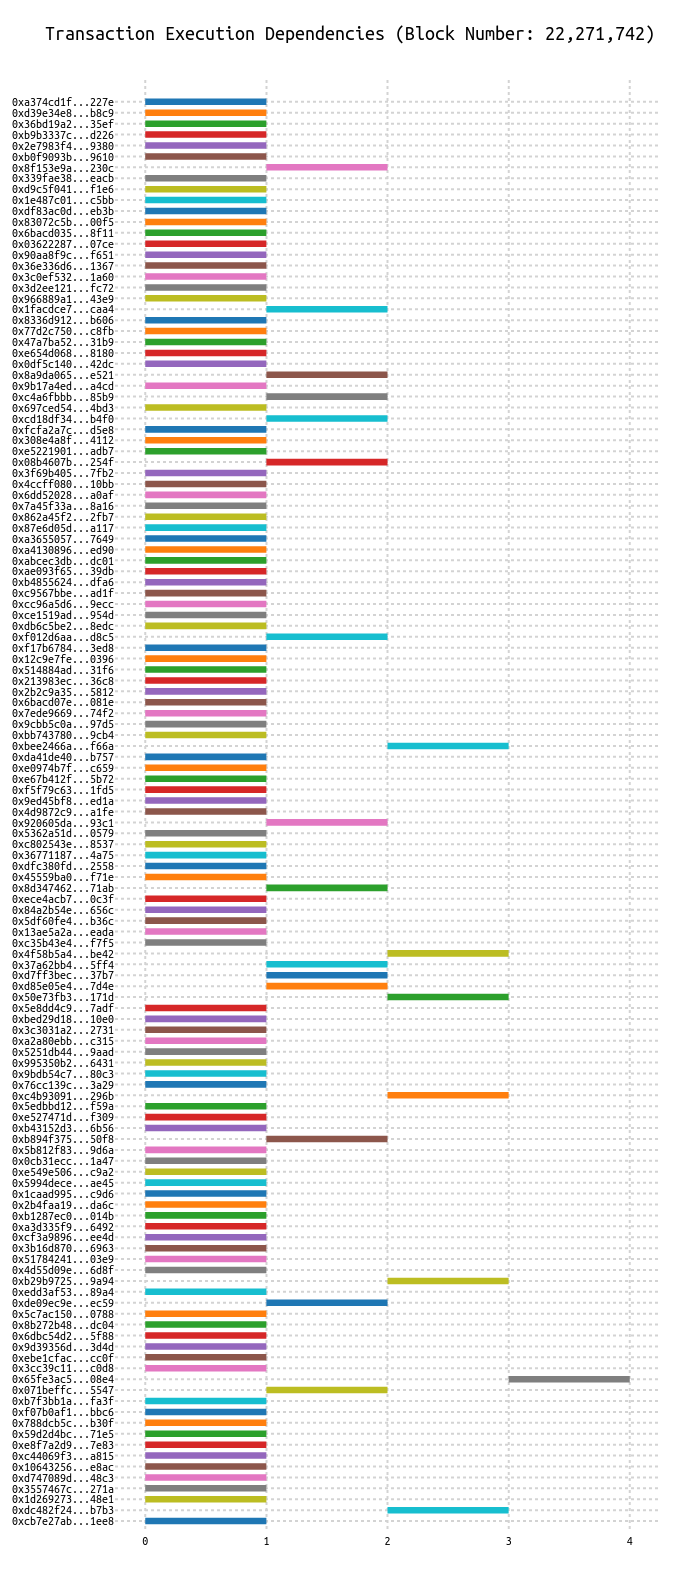 Transaction Execution Dependencies (Block Number: 22,271,742)
0xa374cd1f...227e
0xd39e34e8...b8c9
0x36bd19a2...35ef
0xb9b3337c...d226
0x2e7983f4...9380
0xb0f9093b...9610
0x8f153e9a...230c
0x339fae38...eacb
0xd9c5f041...f1e6
0x1e487c01...c5bb
0xdf83ac0d...eb3b
0x83072c5b...00f5
0x6bacd035...8f11
0x03622287...07ce
0x90aa8f9c...f651
0x36e336d6...1367
0x3c0ef532...1a60
0x3d2ee121...fc72
0x966889a1...43e9
0x1facdce7...caa4
0x8336d912...b606
0x77d2c750...c8fb
0x47a7ba52...31b9
0xe654d068...8180
0x0df5c140...42dc
0x8a9da065...e521
0x9b17a4ed...a4cd
0xc4a6fbbb...85b9
0x697ced54...4bd3
0xcd18df34...b4f0
0xfcfa2a7c...d5e8
0x308e4a8f...4112
0xe5221901...adb7
0x08b4607b...254f
0x3f69b405...7fb2
0x4ccff080...10bb
0x6dd52028...a0af
0x7a45f33a...8a16
0x862a45f2...2fb7
0x87e6d05d...a117
0xa3655057...7649
0xa4130896...ed90
0xabcec3db...dc01
0xae093f65...39db
0xb4855624...dfa6
0xc9567bbe...ad1f
0xcc96a5d6...9ecc
0xce1519ad...954d
0xdb6c5be2...8edc
0xf012d6aa...d8c5
0xf17b6784...3ed8
0x12c9e7fe...0396
0x514884ad...31f6
0x213983ec...36c8
0x2b2c9a35...5812
0x6bacd07e...081e
0x7ede9669...74f2
0x9cbb5c0a...97d5
0xbb743780...9cb4
0xbee2466a...f66a
0xda41de40...b757
0xe0974b7f...c659
0xe67b412f...5b72
0xf5f79c63...1fd5
0x9ed45bf8...ed1a
0x4d9872c9...a1fe
0x920605da...93c1
0x5362a51d...0579
0xc802543e...8537
0x36771187...4a75
0xdfc380fd...2558
0x45559ba0...f71e
0x8d347462...71ab
0xece4acb7...0c3f
0x84a2b54e...656c
0x5df60fe4...b36c
0x13ae5a2a...eada
0xc35b43e4...f7f5
0x4f58b5a4...be42
0x37a62bb4...5ff4
0xd7ff3bec...37b7
0xd85e05e4...7d4e
0x50e73fb3...171d
0x5e8dd4c9...7adf
0xbed29d18...10e0
0x3c3031a2...2731
0xa2a80ebb...c315
0x5251db44...9aad
0x995350b2...6431
0x9bdb54c7...80c3
0x76cc139c...3a29
0xc4b93091...296b
0x5edbbd12...f59a
0xe527471d...f309
0xb43152d3...6b56
0xb894f375...50f8
0x5b812f83...9d6a
0x0cb31ecc...1a47
0xe549e506...c9a2
0x5994dece...ae45
0x1caad995...c9d6
0x2b4faa19...da6c
0xb1287ec0...014b
0xa3d335f9...6492
0xcf3a9896...ee4d
0x3b16d870...6963
0x51784241...03e9
0x4d55d09e...6d8f
0xb29b9725...9a94
0xedd3af53...89a4
0xde09ec9e...ec59
0x5c7ac150...0788
0x8b272b48...dc04
0x6dbc54d2...5f88
0x9d39356d...3d4d
0xebe1cfac...cc0f
0x3cc39c11...c0d8
0x65fe3ac5...08e4
0x071beffc...5547
0xb7f3bb1a...fa3f
0xf07b0af1...bbc6
0x788dcb5c...b30f
0x59d2d4bc...71e5
0xe8f7a2d9...7e83
0xc44069f3...a815
0x10643256...e8ac
0xd747089d...48c3
0x3557467c...271a
0x1d269273...48e1
0xdc482f24...b7b3
0xcb7e27ab...1ee8
0 1 2 3 4